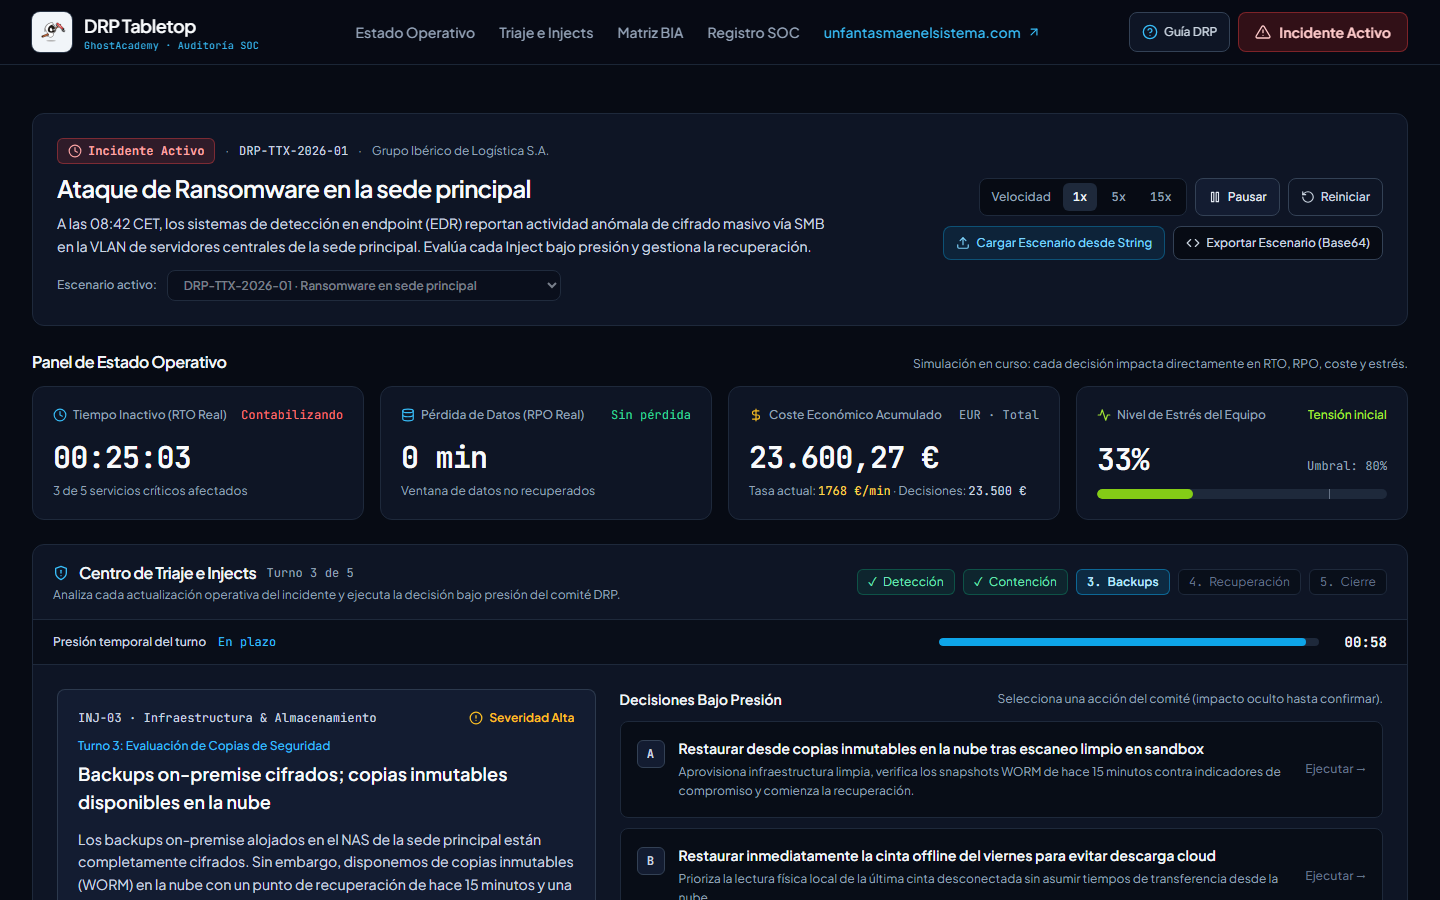 DRP Tabletop
GhostAcademy · Auditoría SOC
Estado Operativo
Triaje e Injects
Matriz BIA
Registro SOC
unfantasmaenelsistema.com ↗
Guía DRP
Incidente Activo
Incidente Activo · DRP-TTX-2026-01 · Grupo Ibérico de Logística S.A.
Ataque de Ransomware en la sede principal
A las 08:42 CET, los sistemas de detección en endpoint (EDR) reportan actividad anómala de cifrado masivo vía SMB
en la VLAN de servidores centrales de la sede principal. Evalúa cada Inject bajo presión y gestiona la recuperación.
Escenario activo: DRP-TTX-2026-01 · Ransomware en sede principal
Velocidad 1x 5x 15x
Pausar
Reiniciar
Cargar Escenario desde String
Exportar Escenario (Base64)
Panel de Estado Operativo
Simulación en curso: cada decisión impacta directamente en RTO, RPO, coste y estrés.
Tiempo Inactivo (RTO Real) Contabilizando
00:25:03
3 de 5 servicios críticos afectados
Pérdida de Datos (RPO Real) Sin pérdida
0 min
Ventana de datos no recuperados
Coste Económico Acumulado EUR · Total
23.600,27 €
Tasa actual: 1768 €/min · Decisiones: 23.500 €
Nivel de Estrés del Equipo Tensión inicial
33% Umbral: 80%
Centro de Triaje e Injects Turno 3 de 5
Analiza cada actualización operativa del incidente y ejecuta la decisión bajo presión del comité DRP.
✓ Detección
✓ Contención
3. Backups
4. Recuperación
5. Cierre
Presión temporal del turno En plazo 00:58
INJ-03 · Infraestructura & Almacenamiento Severidad Alta
Turno 3: Evaluación de Copias de Seguridad
Backups on-premise cifrados; copias inmutables
disponibles en la nube
Los backups on-premise alojados en el NAS de la sede principal están
completamente cifrados. Sin embargo, disponemos de copias inmutables
(WORM) en la nube con un punto de recuperación de hace 15 minutos y una
Decisiones Bajo Presión
Selecciona una acción del comité (impacto oculto hasta confirmar).
A Restaurar desde copias inmutables en la nube tras escaneo limpio en sandbox
Aprovisiona infraestructura limpia, verifica los snapshots WORM de hace 15 minutos contra indicadores de
compromiso y comienza la recuperación.
Ejecutar →
B Restaurar inmediatamente la cinta offline del viernes para evitar descarga cloud
Prioriza la lectura física local de la última cinta desconectada sin asumir tiempos de transferencia desde la
nube.
Ejecutar →